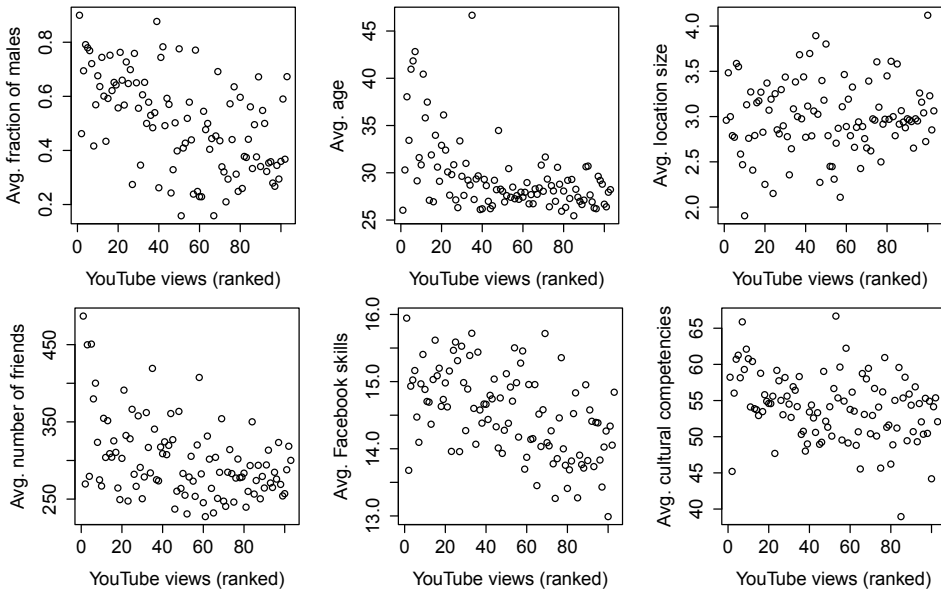 Avg. fraction of males
0.2 0.4 0.6 0.8
0 20 40 60 80
YouTube views (ranked)
Avg. age
25 30 35 40 45
0 20 40 60 80
YouTube views (ranked)
Avg. location size
2.0 2.5 3.0 3.5 4.0
0 20 40 60 80
YouTube views (ranked)
Avg. number of friends
250 350 450
0 20 40 60 80
YouTube views (ranked)
Avg. Facebook skills
13.0 14.0 15.0 16.0
0 20 40 60 80
YouTube views (ranked)
Avg. cultural competencies
40 45 50 55 60 65
0 20 40 60 80
YouTube views (ranked)